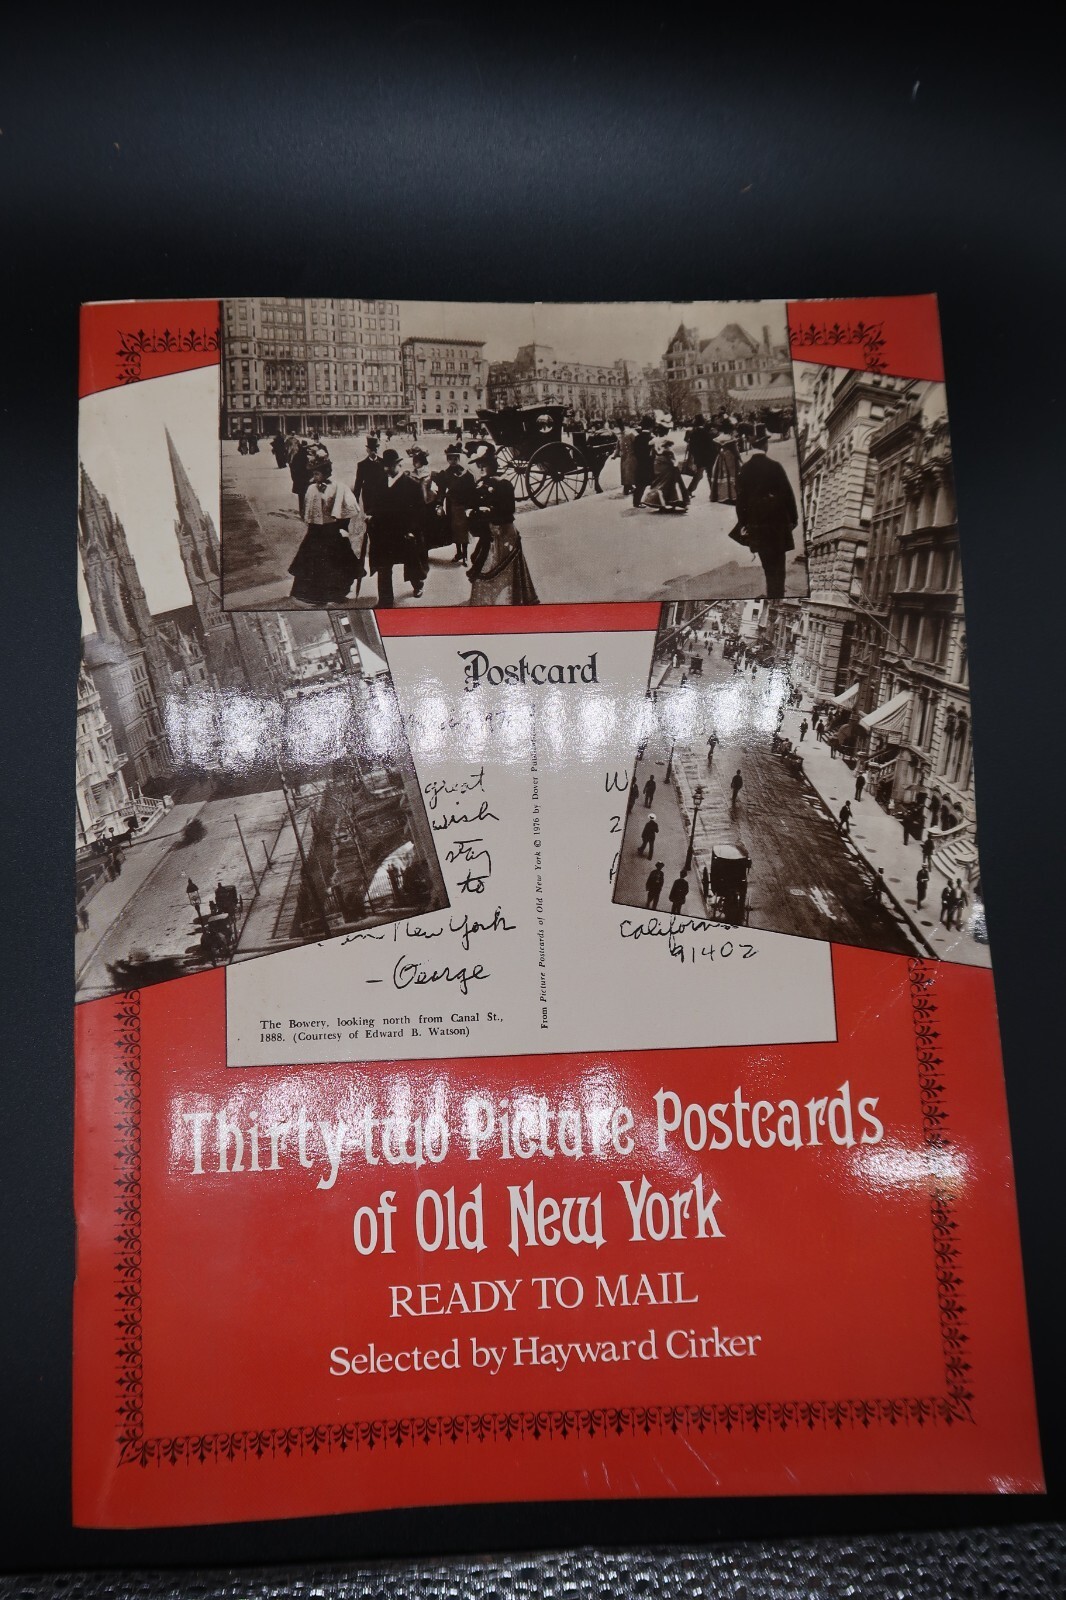 Postcard
great
wish
stay
to
in New York
- George
W
2
California
91402
From Picture Postcards of Old New York © 1976 by Dover
The Bowery, looking north from Canal St.,
1888. (Courtesy of Edward B. Watson)
Thirty-two Picture Postcards
of Old New York
READY TO MAIL
Selected by Hayward Cirker